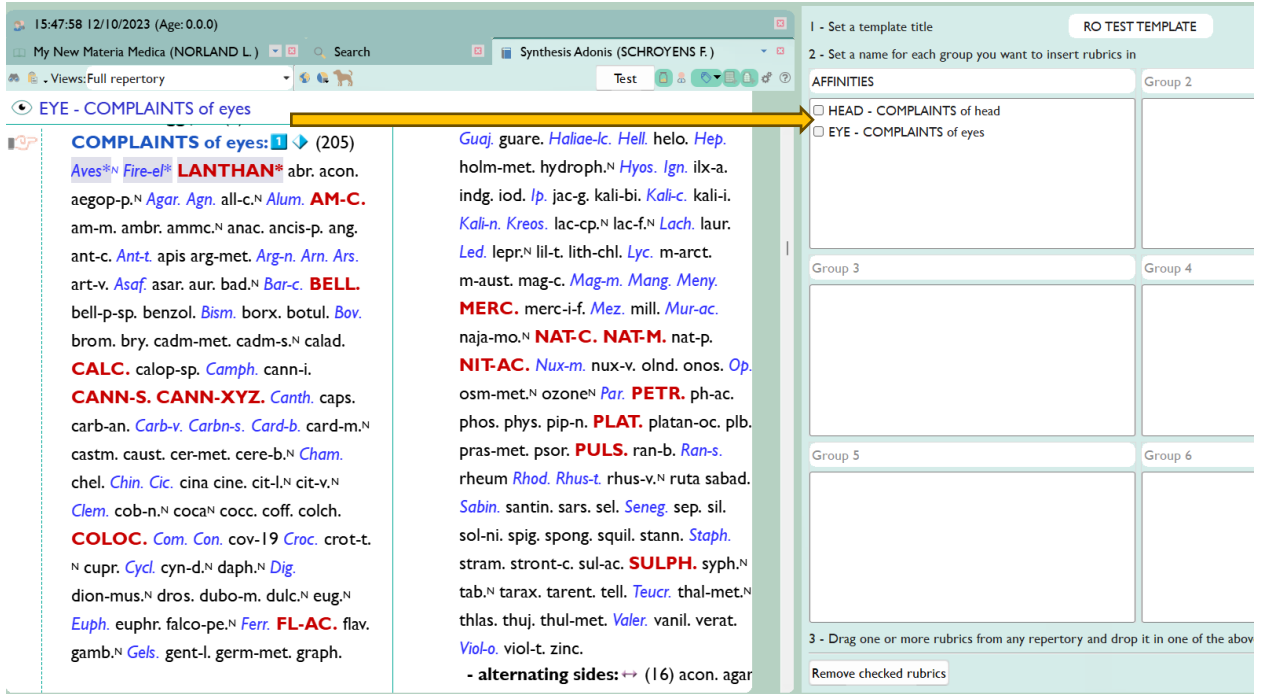 15:47:58 12/10/2023 (Age: 0.0.0)
My New Materia Medica (NORLAND L.)
Search
Synthesis Adonis (SCHROYENS F.)
Views: Full repertory
Test
EYE - COMPLAINTS of eyes
COMPLAINTS of eyes: 1 (205)
Aves*ᴺ Fire-el* LANTHAN* abr. acon.
aegop-p.ᴺ Agar. Agn. all-c.ᴺ Alum. AM-C.
am-m. ambr. ammc.ᴺ anac. ancis-p. ang.
ant-c. Ant-t. apis arg-met. Arg-n. Arn. Ars.
art-v. Asaf. asar. aur. bad.ᴺ Bar-c. BELL.
bell-p-sp. benzol. Bism. borx. botul. Bov.
brom. bry. cadm-met. cadm-s.ᴺ calad.
CALC. calop-sp. Camph. cann-i.
CANN-S. CANN-XYZ. Canth. caps.
carb-an. Carb-v. Carbn-s. Card-b. card-m.ᴺ
castm. caust. cer-met. cere-b.ᴺ Cham.
chel. Chin. Cic. cina cine. cit-l.ᴺ cit-v.ᴺ
Clem. cob-n.ᴺ cocaᴺ cocc. coff. colch.
COLOC. Com. Con. cov-19 Croc. crot-t.
ᴺ cupr. Cycl. cyn-d.ᴺ daph.ᴺ Dig.
dion-mus.ᴺ dros. dubo-m. dulc.ᴺ eug.ᴺ
Euph. euphr. falco-pe.ᴺ Ferr. FL-AC. flav.
gamb.ᴺ Gels. gent-l. germ-met. graph.
Guaj. guare. Haliae-lc. Hell. helo. Hep.
holm-met. hydroph.ᴺ Hyos. Ign. ilx-a.
indg. iod. Ip. jac-g. kali-bi. Kali-c. kali-i.
Kali-n. Kreos. lac-cp.ᴺ lac-f.ᴺ Lach. laur.
Led. lepr.ᴺ lil-t. lith-chl. Lyc. m-arct.
m-aust. mag-c. Mag-m. Mang. Meny.
MERC. merc-i-f. Mez. mill. Mur-ac.
naja-mo.ᴺ NAT-C. NAT-M. nat-p.
NIT-AC. Nux-m. nux-v. olnd. onos. Op.
osm-met.ᴺ ozoneᴺ Par. PETR. ph-ac.
phos. phys. pip-n. PLAT. platan-oc. plb.
pras-met. psor. PULS. ran-b. Ran-s.
rheum Rhod. Rhus-t. rhus-v.ᴺ ruta sabad.
Sabin. santin. sars. sel. Seneg. sep. sil.
sol-ni. spig. spong. squil. stann. Staph.
stram. stront-c. sul-ac. SULPH. syph.ᴺ
tab.ᴺ tarax. tarent. tell. Teucr. thal-met.ᴺ
thlas. thuj. thul-met. Valer. vanil. verat.
Viol-o. viol-t. zinc.
- alternating sides: ↔ (16) acon. agar
1 - Set a template title
RO TEST TEMPLATE
2 - Set a name for each group you want to insert rubrics in
AFFINITIES
Group 2
HEAD - COMPLAINTS of head
EYE - COMPLAINTS of eyes
Group 3
Group 4
Group 5
Group 6
3 - Drag one or more rubrics from any repertory and drop it in one of the abov
Remove checked rubrics